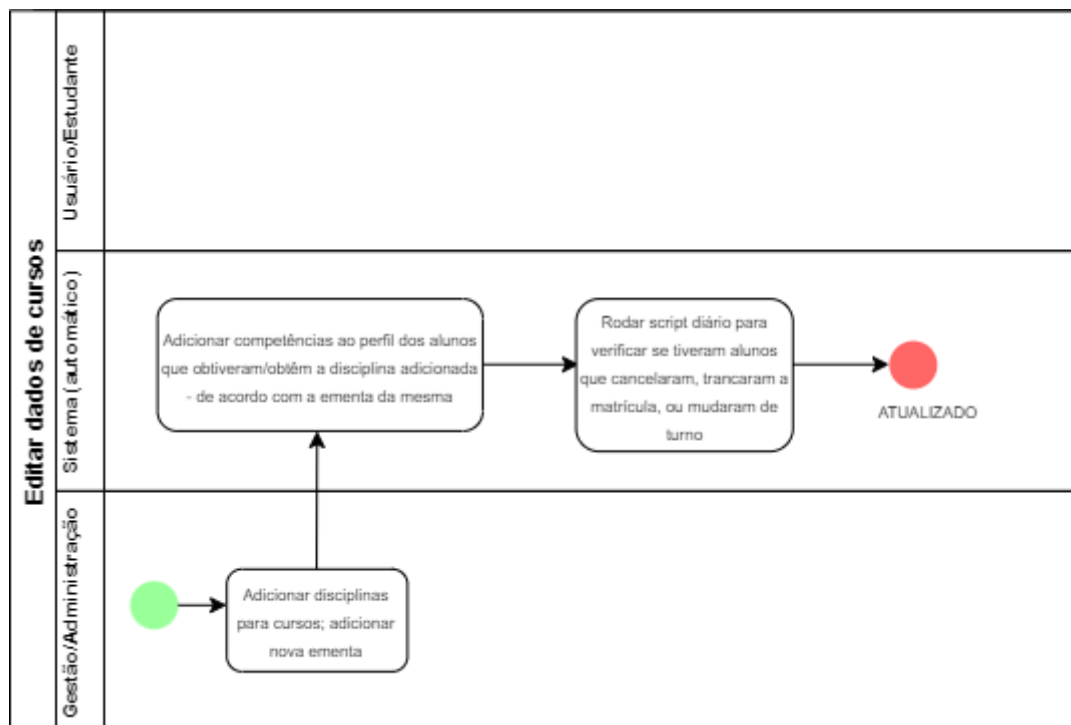 Editar dados de cursos
Usuário/Estudante
Sistema (automático)
Adicionar competências ao perfil dos alunos
que obtiveram/obtêm a disciplina adicionada
- de acordo com a ementa da mesma
Rodar script diário para
verificar se tiveram alunos
que cancelaram, trancaram a
matrícula, ou mudaram de
turno
ATUALIZADO
Gestão/Administração
Adicionar disciplinas
para cursos; adicionar
nova ementa